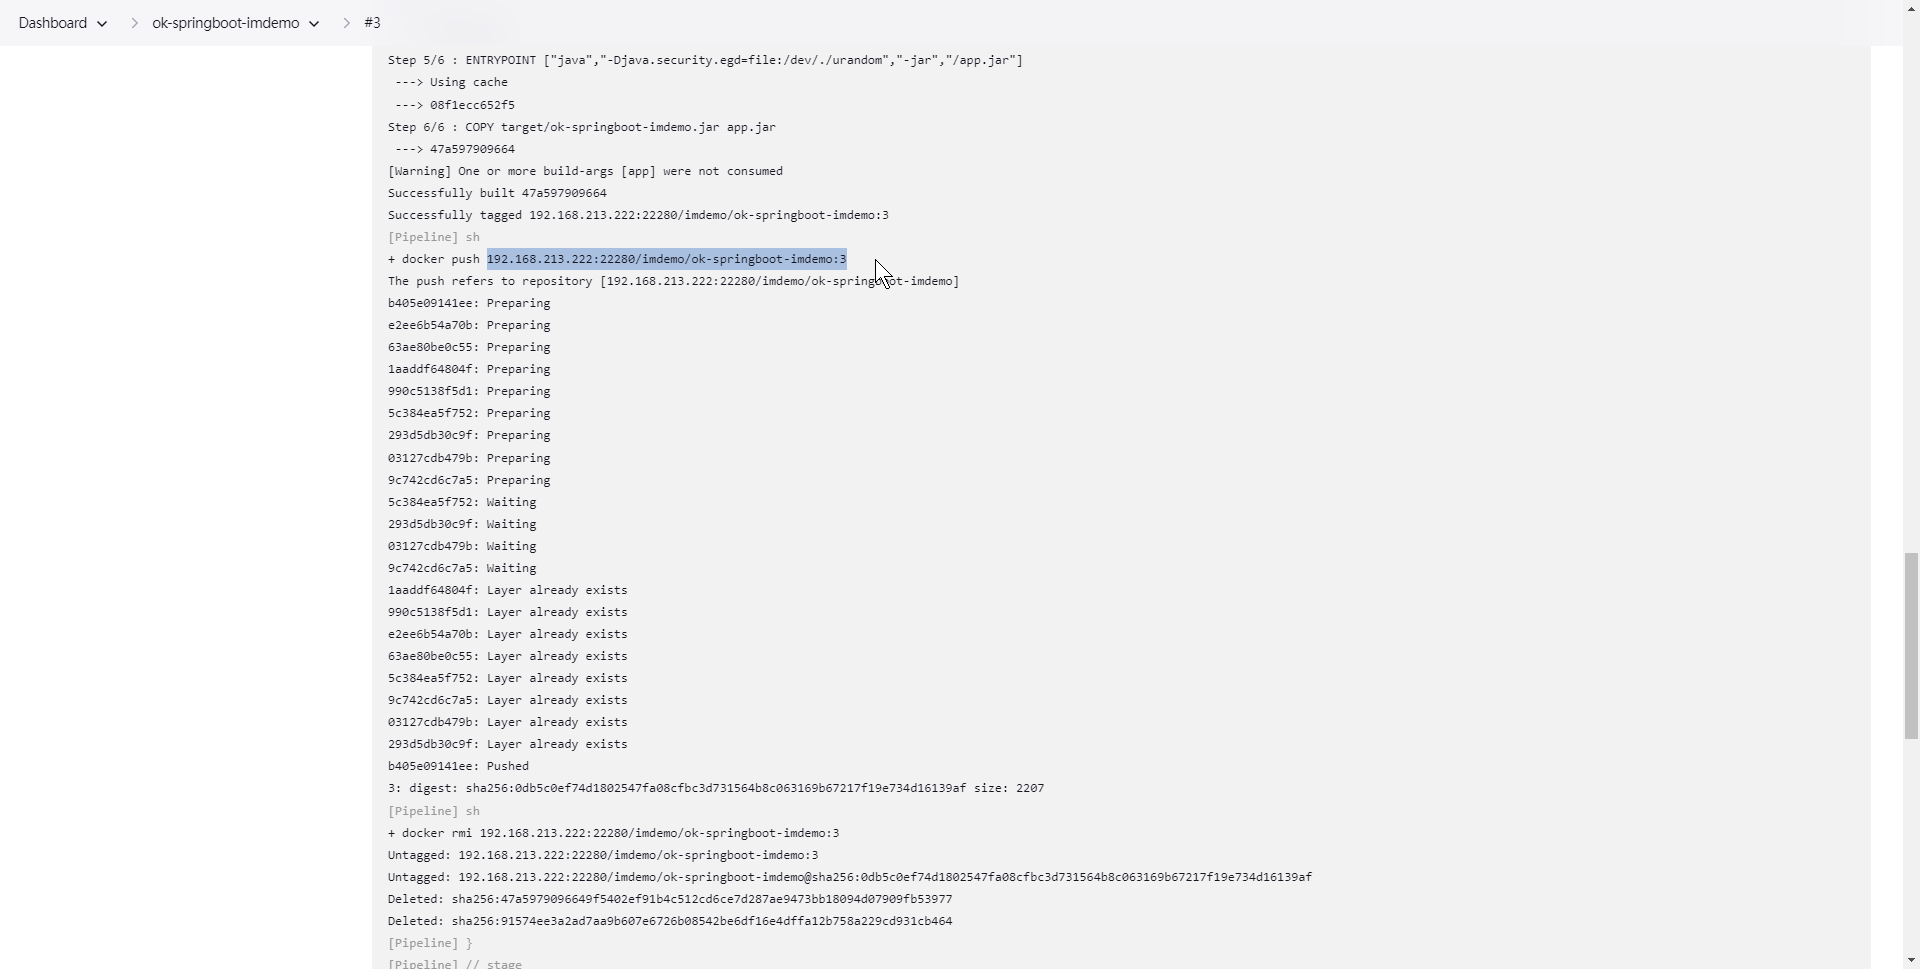 Dashboard > ok-springboot-imdemo > #3
Step 5/6 : ENTRYPOINT ["java","-Djava.security.egd=file:/dev/./urandom","-jar","/app.jar"]
 ---> Using cache
 ---> 08f1ecc652f5
Step 6/6 : COPY target/ok-springboot-imdemo.jar app.jar
 ---> 47a597909664
[Warning] One or more build-args [app] were not consumed
Successfully built 47a597909664
Successfully tagged 192.168.213.222:22280/imdemo/ok-springboot-imdemo:3
[Pipeline] sh
+ docker push 192.168.213.222:22280/imdemo/ok-springboot-imdemo:3
The push refers to repository [192.168.213.222:22280/imdemo/ok-springboot-imdemo]
b405e09141ee: Preparing
e2ee6b54a70b: Preparing
63ae80be0c55: Preparing
1aaddf64804f: Preparing
990c5138f5d1: Preparing
5c384ea5f752: Preparing
293d5db30c9f: Preparing
03127cdb479b: Preparing
9c742cd6c7a5: Preparing
5c384ea5f752: Waiting
293d5db30c9f: Waiting
03127cdb479b: Waiting
9c742cd6c7a5: Waiting
1aaddf64804f: Layer already exists
990c5138f5d1: Layer already exists
e2ee6b54a70b: Layer already exists
63ae80be0c55: Layer already exists
5c384ea5f752: Layer already exists
9c742cd6c7a5: Layer already exists
03127cdb479b: Layer already exists
293d5db30c9f: Layer already exists
b405e09141ee: Pushed
3: digest: sha256:0db5c0ef74d1802547fa08cfbc3d731564b8c063169b67217f19e734d16139af size: 2207
[Pipeline] sh
+ docker rmi 192.168.213.222:22280/imdemo/ok-springboot-imdemo:3
Untagged: 192.168.213.222:22280/imdemo/ok-springboot-imdemo:3
Untagged: 192.168.213.222:22280/imdemo/ok-springboot-imdemo@sha256:0db5c0ef74d1802547fa08cfbc3d731564b8c063169b67217f19e734d16139af
Deleted: sha256:47a5979096649f5402ef91b4c512cd6ce7d287ae9473bb18094d07909fb53977
Deleted: sha256:91574ee3a2ad7aa9b607e6726b08542be6df16e4dffa12b758a229cd931cb464
[Pipeline] }
[Pipeline] // stage